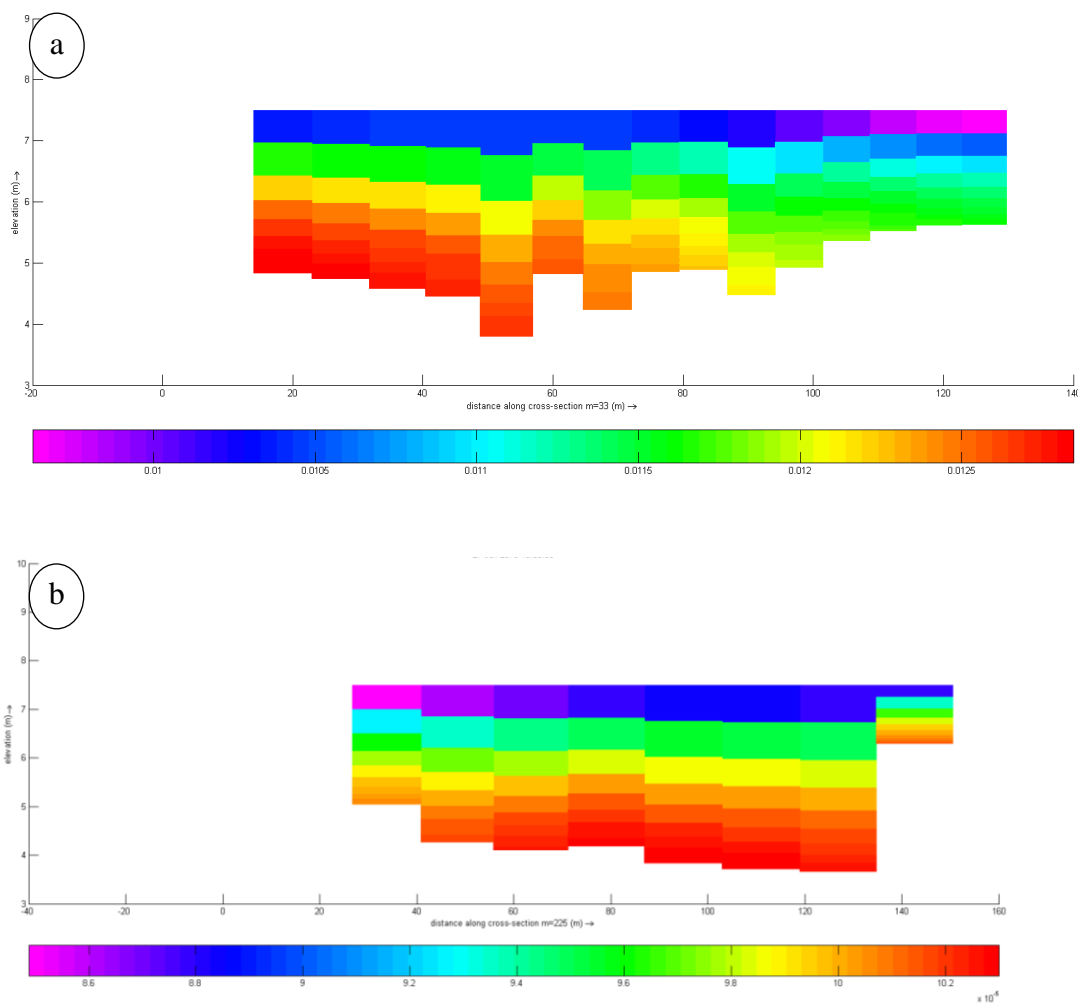 a
9
8
7
6
5
4
3
elevation (m)→
-20 0 20 40 60 80 100 120 140
distance along cross-section m=33 (m) →
0.01 0.0105 0.011 0.0115 0.012 0.0125
b
10
9
8
7
6
5
4
3
elevation (m)→
-40 -20 0 20 40 60 80 100 120 140 160
distance along cross-section m=225 (m) →
8.6 8.8 9 9.2 9.4 9.6 9.8 10 10.2